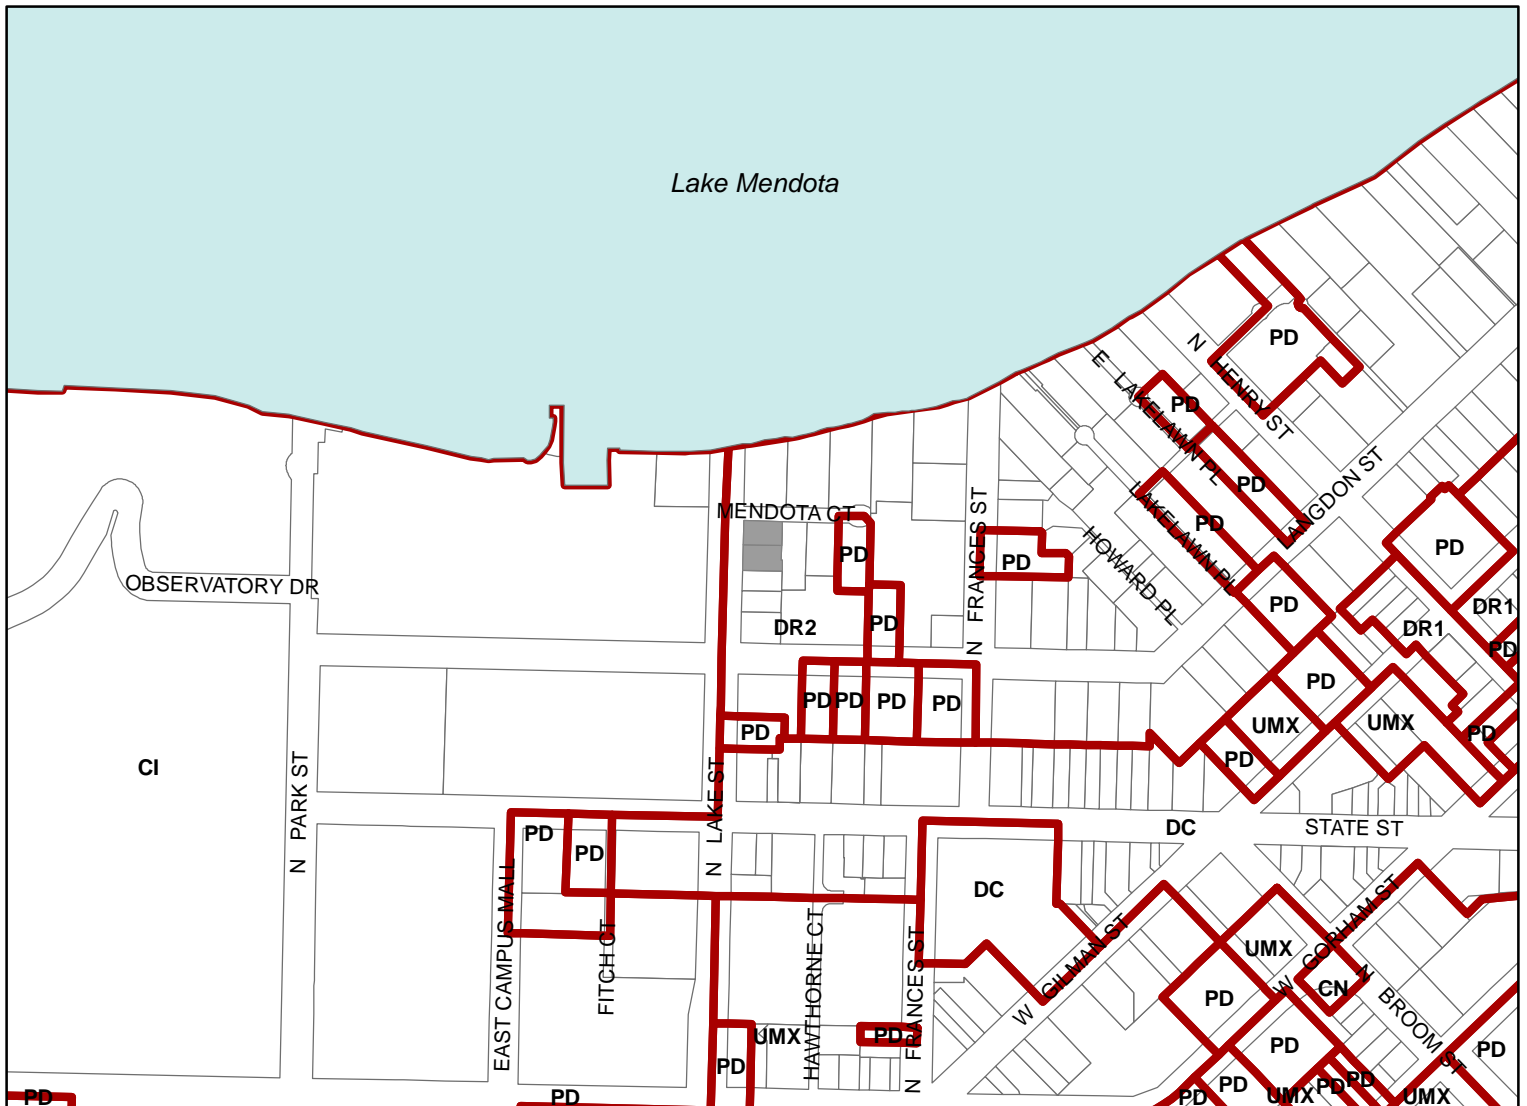 Lake Mendota
PD
N HENRY ST
E LAKELAWN PL
PD
PD
LANGDON ST
LAKELAWN PL
PD
MENDOTA CT
PD
N FRANCES ST
PD
HOWARD PL
PD
OBSERVATORY DR
PD
DR1
DR2
PD
DR1
PD
PD
PD
PD
PD
PD
PD
UMX
UMX
PD
PD
CI
PD
N PARK ST
N LAKE ST
PD
PD
DC
STATE ST
DC
EAST CAMPUS MALL
FITCH CT
HAWTHORNE CT
N FRANCES ST
W GILMAN ST
W GORHAM ST
UMX
CN
PD
N BROOM ST
UMX
PD
PD
PD
PD
PD
PD
PD
PD
PD
PD
UMX
UMX